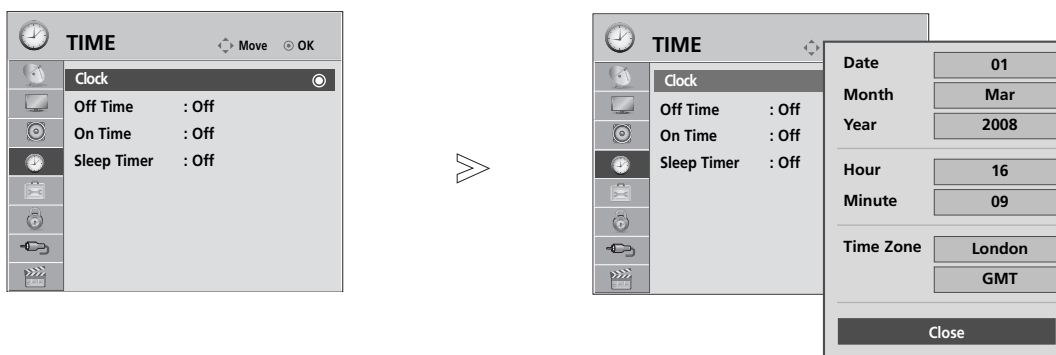 TIME Move OK
Clock
Off Time : Off
On Time : Off
Sleep Timer : Off
TIME
Clock
Off Time : Off
On Time : Off
Sleep Timer : Off
Date 01
Month Mar
Year 2008
Hour 16
Minute 09
Time Zone London
GMT
Close